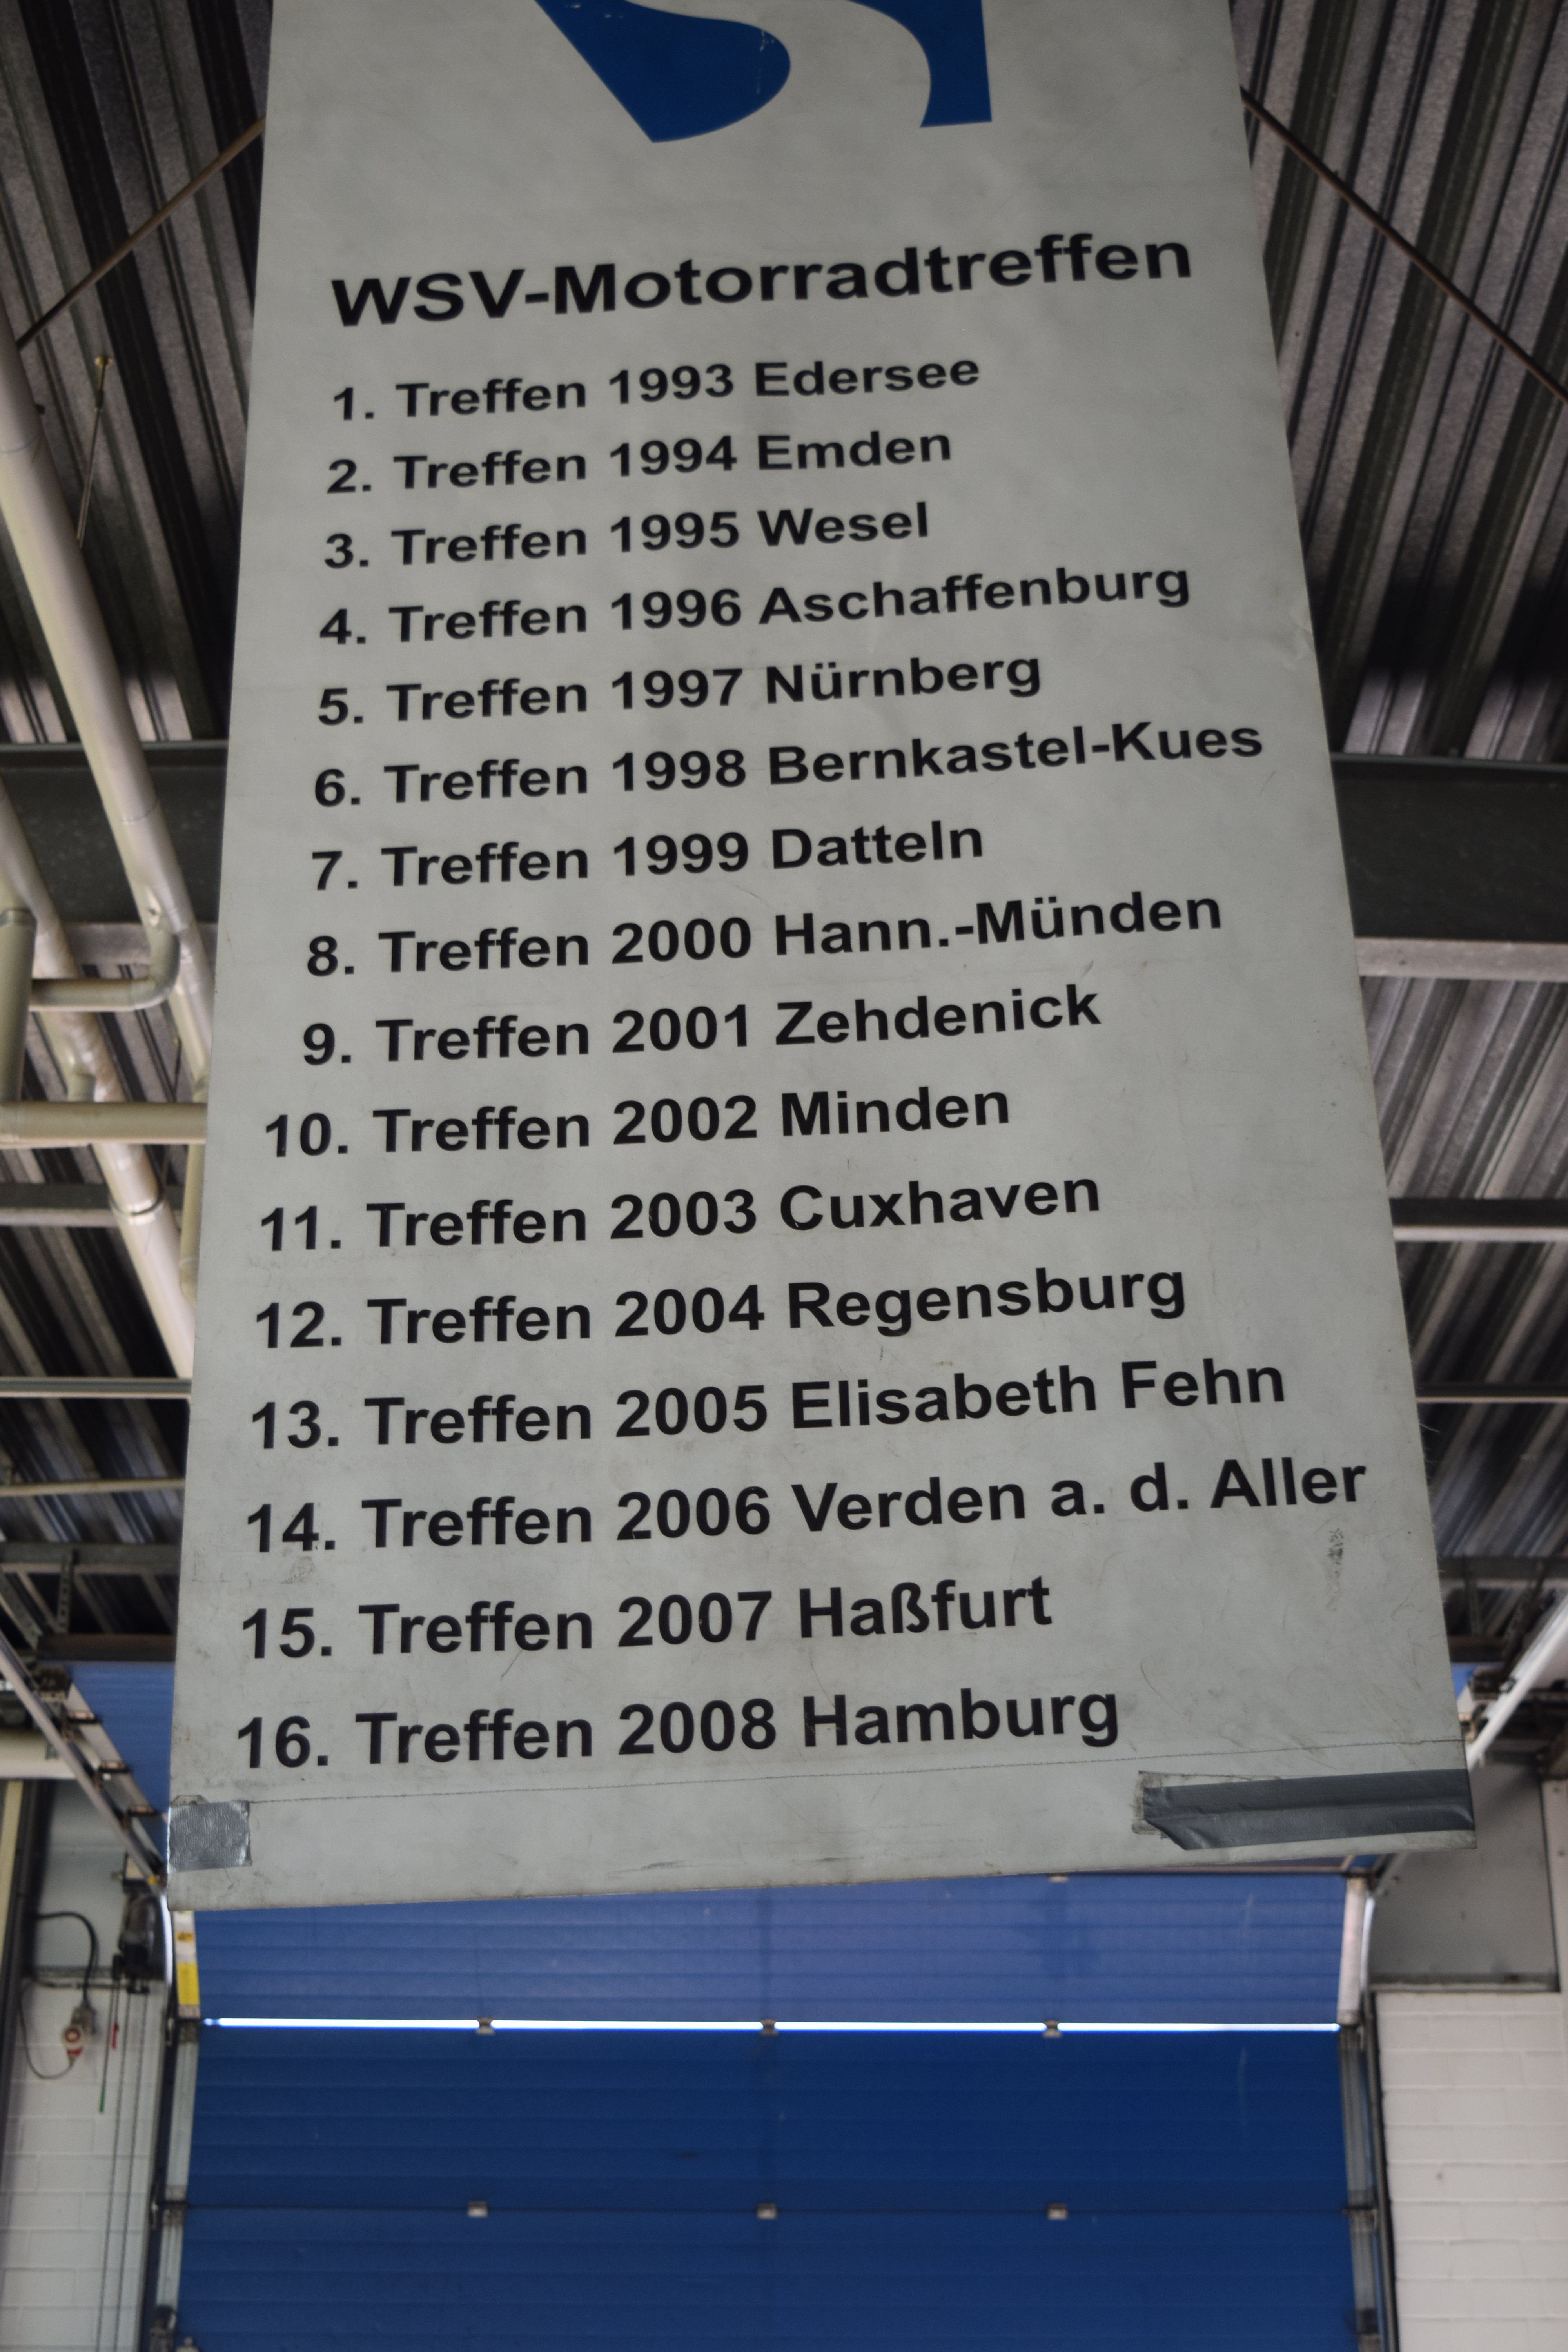 WSV-Motorradtreffen
1. Treffen 1993 Edersee
2. Treffen 1994 Emden
3. Treffen 1995 Wesel
4. Treffen 1996 Aschaffenburg
5. Treffen 1997 Nürnberg
6. Treffen 1998 Bernkastel-Kues
7. Treffen 1999 Datteln
8. Treffen 2000 Hann.-Münden
9. Treffen 2001 Zehdenick
10. Treffen 2002 Minden
11. Treffen 2003 Cuxhaven
12. Treffen 2004 Regensburg
13. Treffen 2005 Elisabeth Fehn
14. Treffen 2006 Verden a. d. Aller
15. Treffen 2007 Haßfurt
16. Treffen 2008 Hamburg